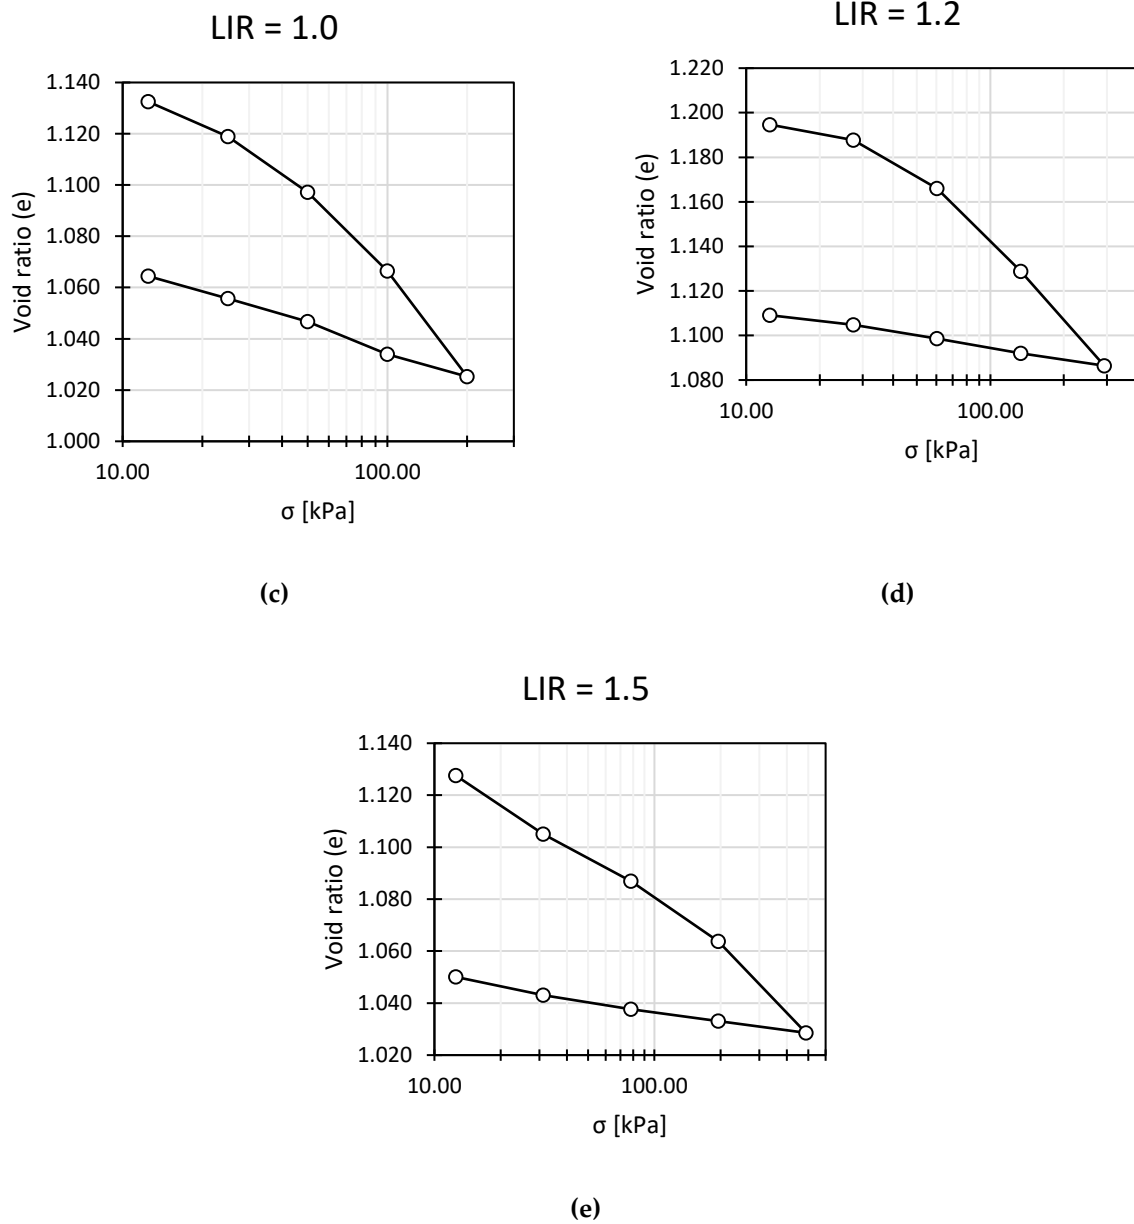 LIR = 1.0
1.140
1.120
1.100
1.080
1.060
1.040
1.020
1.000
Void ratio (e)
10.00 100.00
σ [kPa]
(c)
LIR = 1.2
1.220
1.200
1.180
1.160
1.140
1.120
1.100
1.080
Void ratio (e)
10.00 100.00
σ [kPa]
(d)
LIR = 1.5
1.140
1.120
1.100
1.080
1.060
1.040
1.020
Void ratio (e)
10.00 100.00
σ [kPa]
(e)